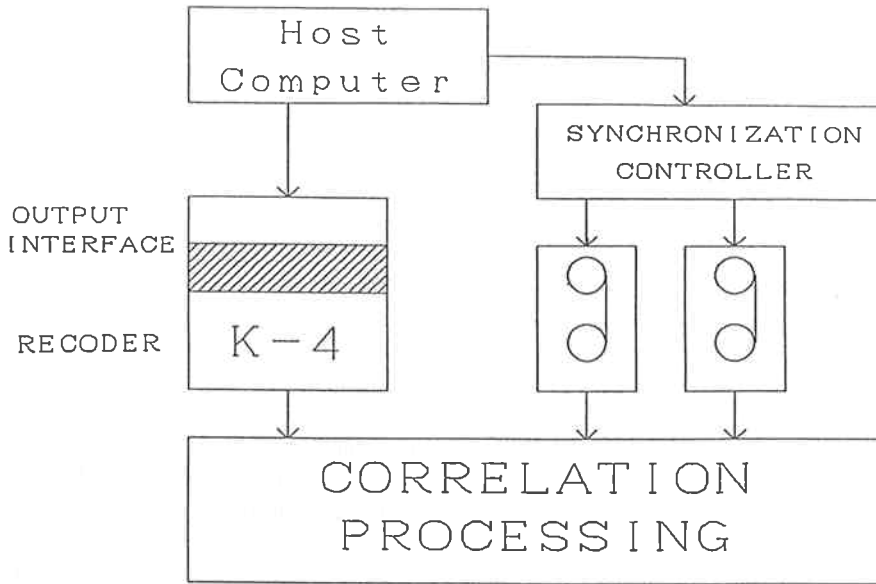 Host
Computer
SYNCHRONIZATION
CONTROLLER
OUTPUT
INTERFACE
RECODER
K-4
CORRELATION
PROCESSING